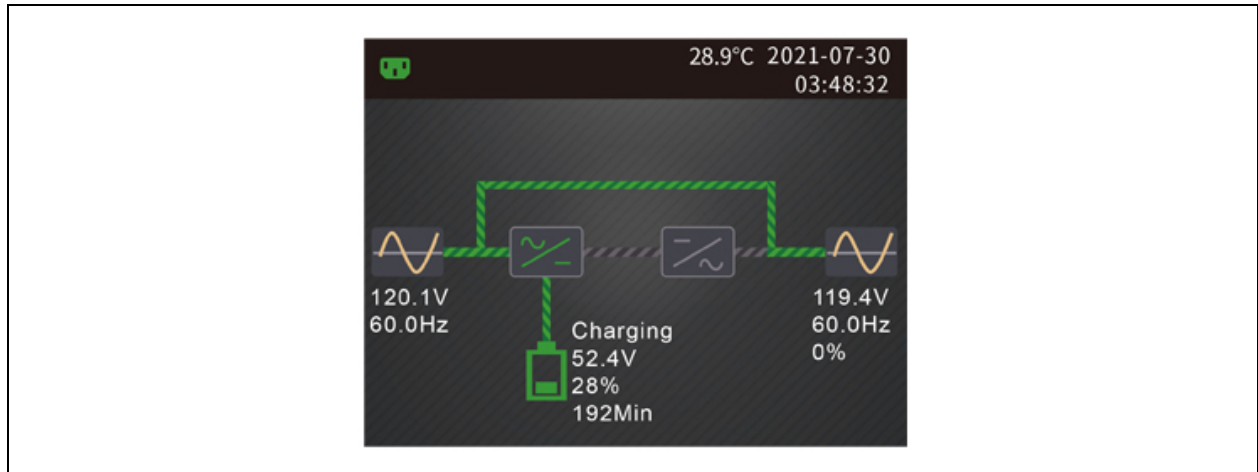 28.9°C 2021-07-30
03:48:32
120.1V
60.0Hz
Charging
52.4V
28%
192Min
119.4V
60.0Hz
0%